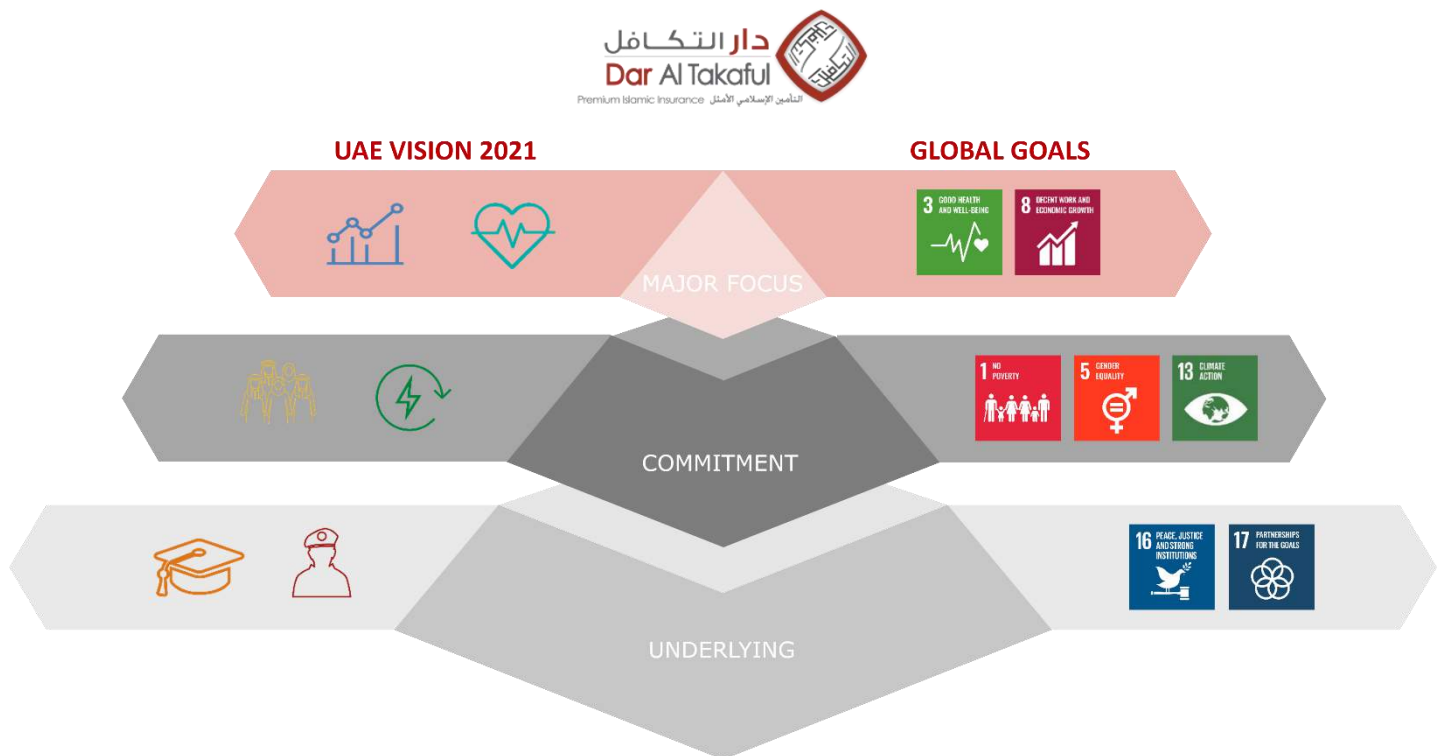 دار التكافل
Dar Al Takaful
Premium Islamic Insurance التأمين الإسلامي الأمثل
UAE VISION 2021
GLOBAL GOALS
3 GOOD HEALTH
AND WELL-BEING
8 DECENT WORK AND
ECONOMIC GROWTH
MAJOR FOCUS
1 NO
POVERTY
5 GENDER
EQUALITY
13 CLIMATE
ACTION
COMMITMENT
16 PEACE, JUSTICE
AND STRONG
INSTITUTIONS
17 PARTNERSHIPS
FOR THE GOALS
UNDERLYING